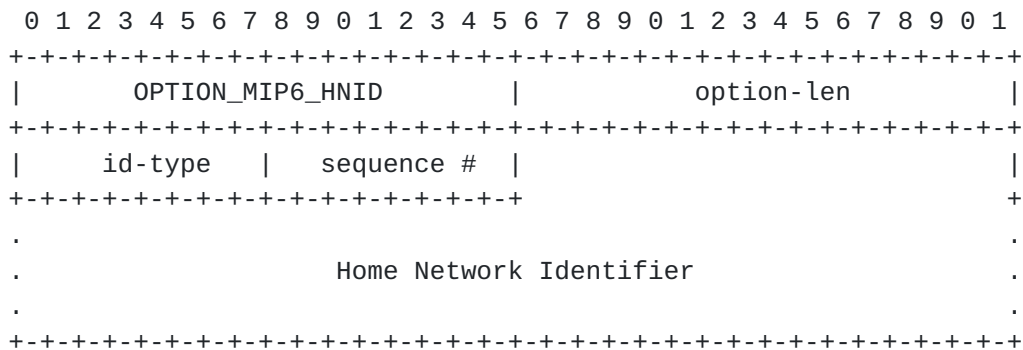 0 1 2 3 4 5 6 7 8 9 0 1 2 3 4 5 6 7 8 9 0 1 2 3 4 5 6 7 8 9 0 1
+-+-+-+-+-+-+-+-+-+-+-+-+-+-+-+-+-+-+-+-+-+-+-+-+-+-+-+-+-+-+-+-+
|       OPTION_MIP6_HNID        |           option-len          |
+-+-+-+-+-+-+-+-+-+-+-+-+-+-+-+-+-+-+-+-+-+-+-+-+-+-+-+-+-+-+-+-+
|     id-type   |   sequence #  |                               |
+-+-+-+-+-+-+-+-+-+-+-+-+-+-+-+-+                               +
.                                                               .
.                    Home Network Identifier                    .
.                                                               .
+-+-+-+-+-+-+-+-+-+-+-+-+-+-+-+-+-+-+-+-+-+-+-+-+-+-+-+-+-+-+-+-+